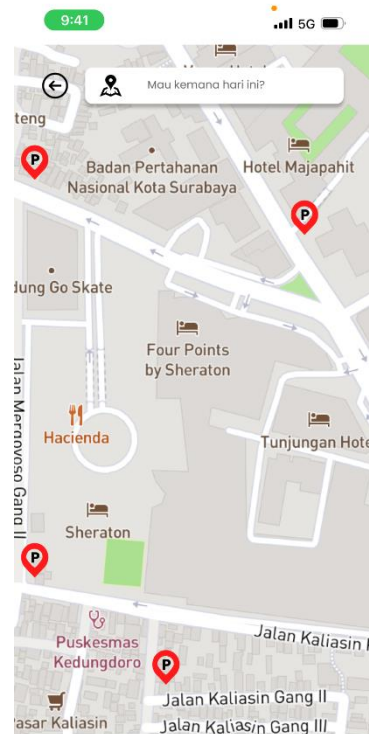 9:41
5G
Mau kemana hari ini?
teng
P
Badan Pertahanan
Nasional Kota Surabaya
Hotel Majapahit
P
dung Go Skate
Four Points
by Sheraton
Jalan Mergoyoso Gang II
Hacienda
Tunjungan Hote
Sheraton
P
Jalan Kaliasin I
Puskesmas
Kedungdoro
P
Jalan Kaliasin Gang II
asar Kaliasin
Jalan Kaliasin Gang III